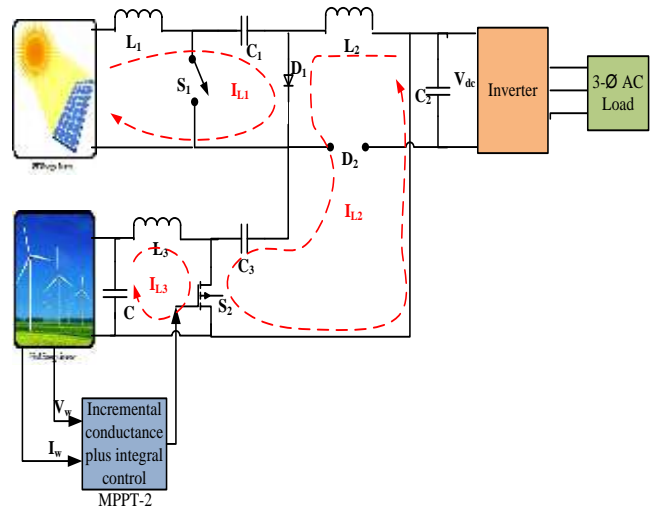 L1
C1
L2
D1
S1
IL1
C2
Vdc
Inverter
3-Ø AC
Load
D2
IL2
L3
C3
IL3
C
S2
Vw
Iw
Incremental
conductance
plus integral
control
MPPT-2